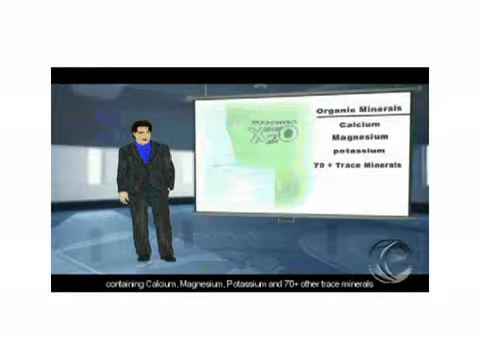 X2O
Organic Minerals
Calcium
Magnesium
potassium
70 + Trace Minerals
containing Calcium, Magnesium, Potassium and 70+ other trace minerals